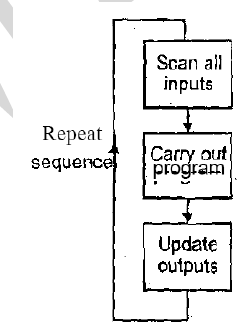 Scan all
inputs
Repeat
sequence
Carry out
program
Update
outputs